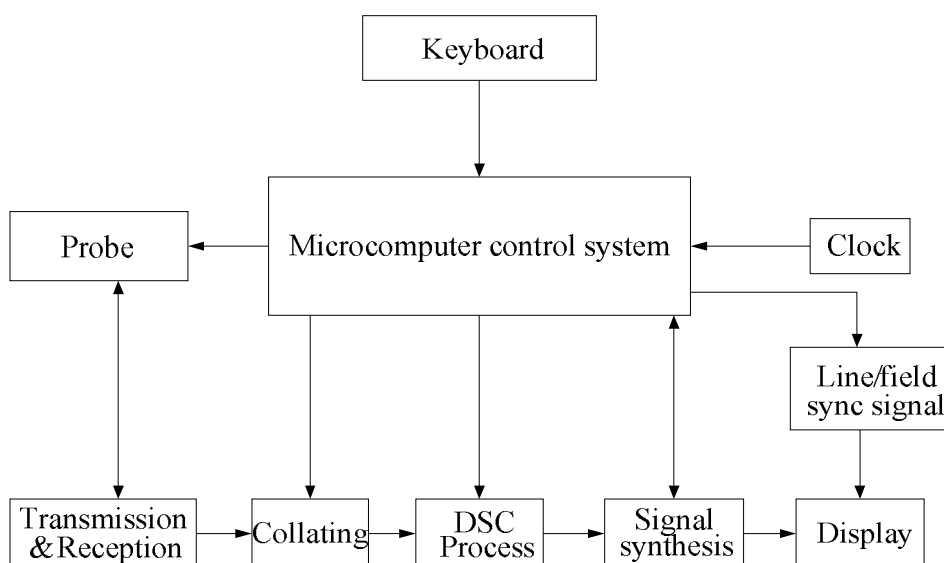 Keyboard
Probe
Microcomputer control system
Clock
Line/field
sync signal
Transmission
&Reception
Collating
DSC
Process
Signal
synthesis
Display